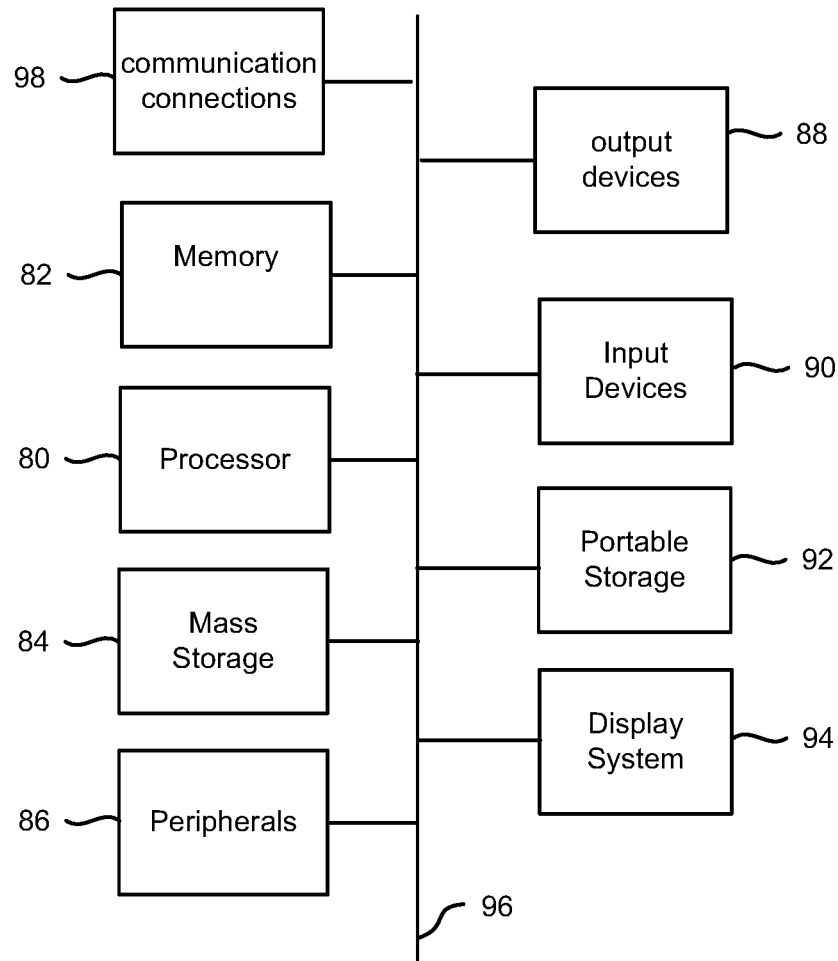 98
communication
connections
output
devices
88
82
Memory
Input
Devices
90
80
Processor
Portable
Storage
92
84
Mass
Storage
Display
System
94
86
Peripherals
96